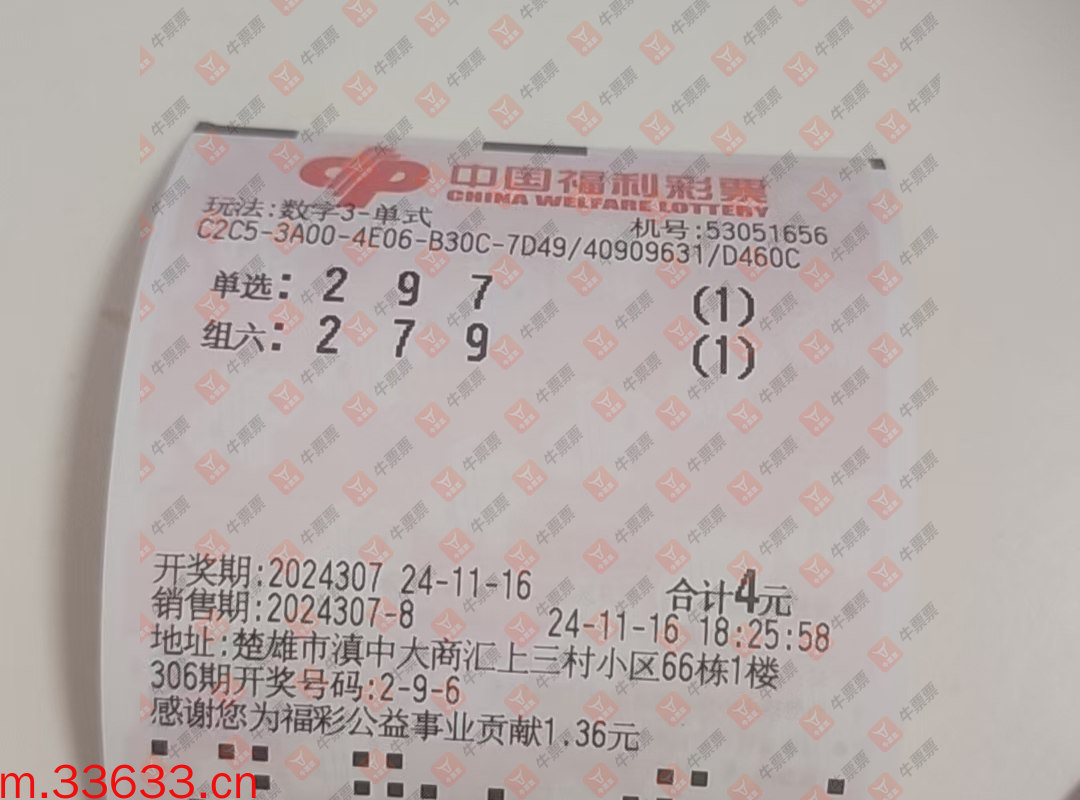 中国福利彩票
CHINA WELFARE LOTTERY
玩法:数字3-单式 机号:53051656
C2C5-3A00-4E06-B30C-7D49/40909631/D460C
单选: 2 9 7 (1)
组六: 2 7 9 (1)
开奖期:2024307 24-11-16 合计4元
销售期:2024307-8 24-11-16 18:25:58
地址:楚雄市滇中大商汇上三村小区66栋1楼
306期开奖号码:2-9-6
感谢您为福彩公益事业贡献1.36元
m.33633.cn
牛票票